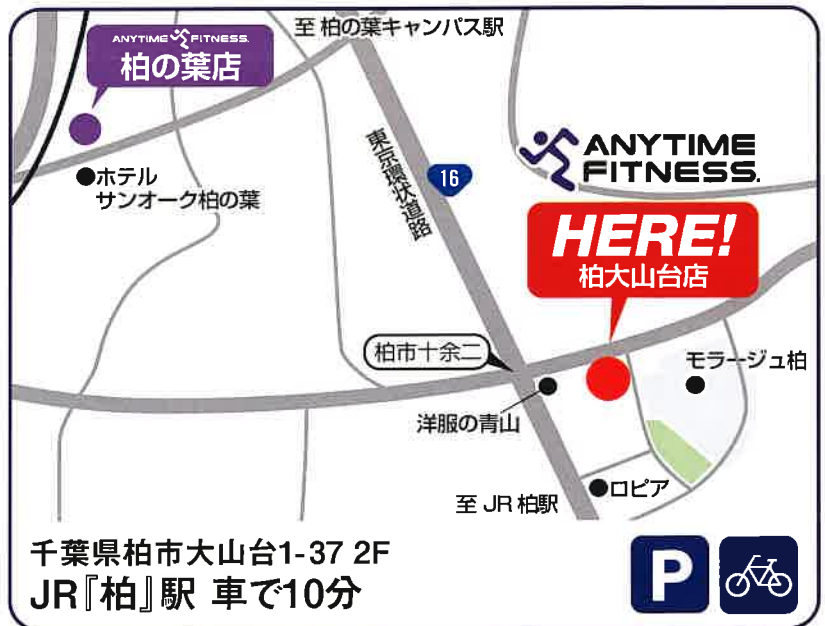 至 柏の葉キャンパス駅
ANYTIME FITNESS.
柏の葉店
ホテル
サンオーク柏の葉
東京環状道路
16
ANYTIME
FITNESS.
HERE!
柏大山台店
柏市十余二
モラージュ柏
洋服の青山
ロピア
至 JR 柏駅
千葉県柏市大山台1-37 2F
JR『柏』駅 車で10分
P